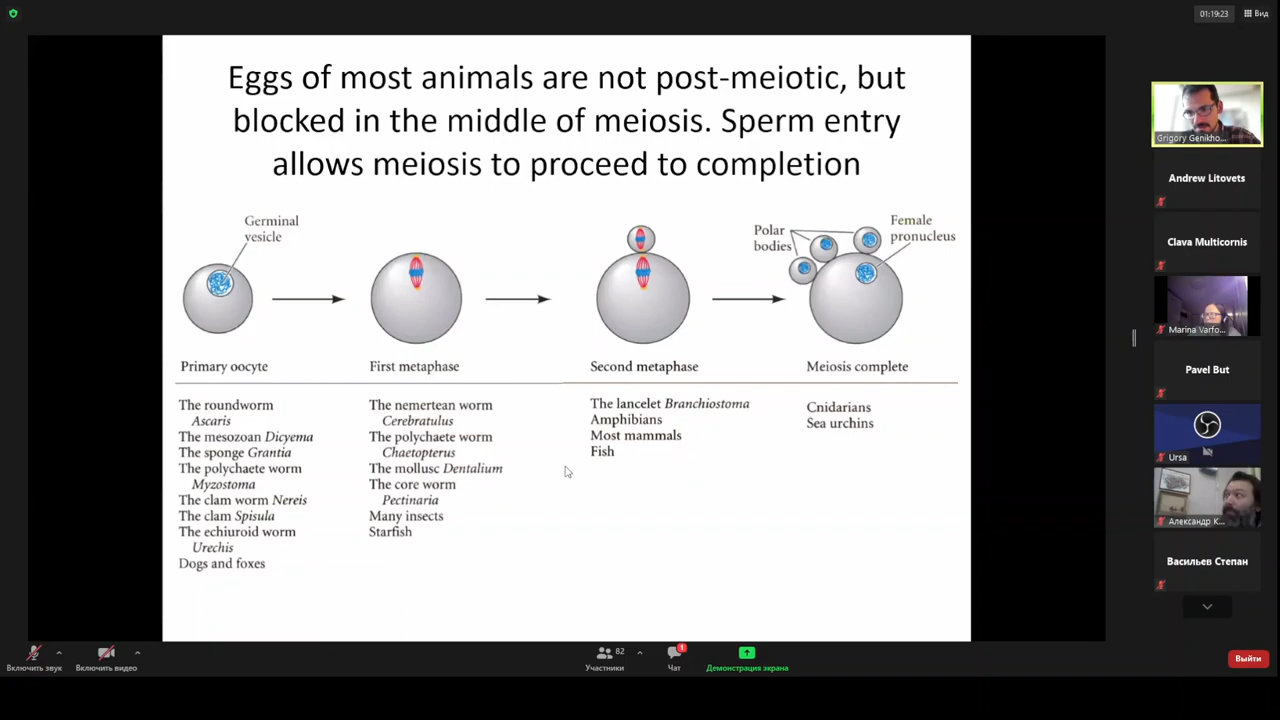 01:19:23
Вид
Eggs of most animals are not post-meiotic, but
blocked in the middle of meiosis. Sperm entry
allows meiosis to proceed to completion
Germinal
vesicle
Polar
bodies
Female
pronucleus
Primary oocyte
First metaphase
Second metaphase
Meiosis complete
The roundworm
Ascaris
The mesozoan Dicyema
The sponge Grantia
The polychaete worm
Myzostoma
The clam worm Nereis
The clam Spisula
The echiuroid worm
Urechis
Dogs and foxes
The nemertean worm
Cerebratulus
The polychaete worm
Chaetopterus
The mollusc Dentalium
The core worm
Pectinaria
Many insects
Starfish
The lancelet Branchiostoma
Amphibians
Most mammals
Fish
Cnidarians
Sea urchins
Grigory Genikho...
Andrew Litovets
Clava Multicornis
Marina Varfo...
Pavel But
Ursa
Александр К...
Васильев Степан
Включить звук
Включить видео
82
Участники
1
Чат
Демонстрация экрана
Выйти